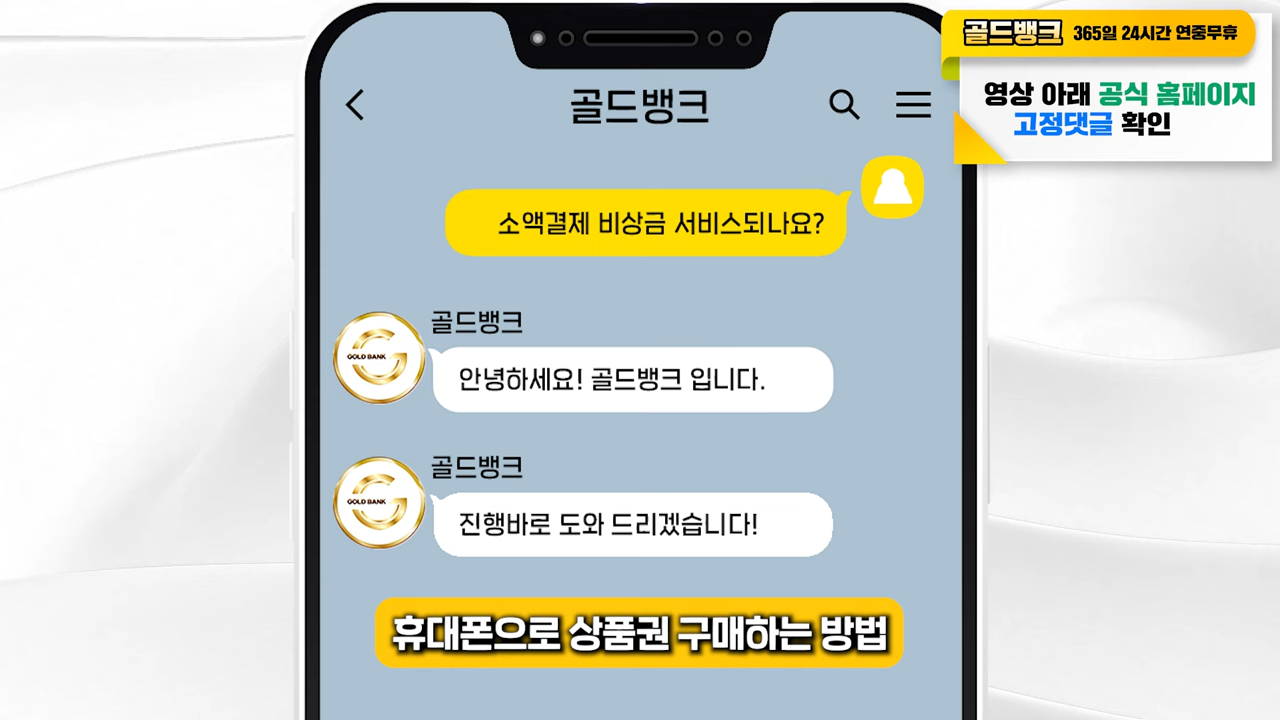 골드뱅크 365일 24시간 연중무휴
영상 아래 공식 홈페이지
고정댓글 확인
골드뱅크
소액결제 비상금 서비스되나요?
골드뱅크
GOLD BANK
안녕하세요! 골드뱅크 입니다.
골드뱅크
GOLD BANK
진행바로 도와 드리겠습니다!
휴대폰으로 상품권 구매하는 방법